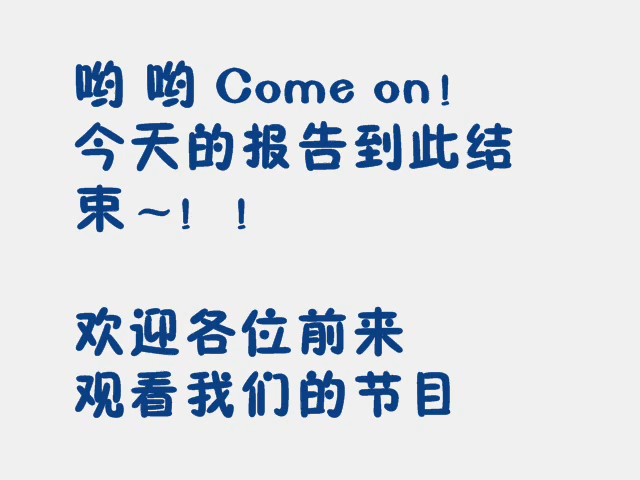 哟 哟 Come on!
今天的报告到此结
束~！！
欢迎各位前来
观看我们的节目